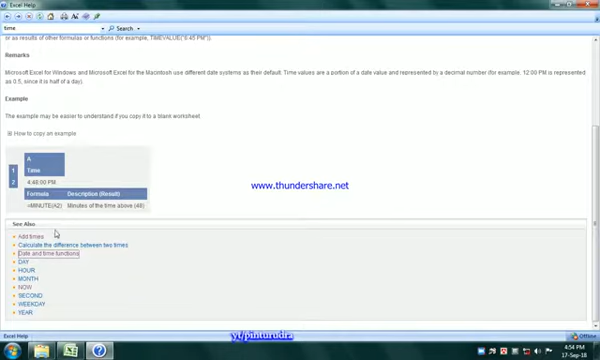 Excel Help
time
Search
or as results of other formulas or functions (for example, TIMEVALUE("6:45 PM").
Remarks
Microsoft Excel for Windows and Microsoft Excel for the Macintosh use different date systems as their default. Time values are a portion of a date value and represented by a decimal number (for example, 12:00 PM is represented
as 0.5, since it is half of a day).
Example
The example may be easier to understand if you copy it to a blank worksheet.
How to copy an example
www.thundershare.net
A
1 Time
2 4:48:00 PM
Formula Description (Result)
=MINUTE(A2) Minutes of the time above (48)
See Also
Add times
Calculate the difference between two times
Date and time functions
DAY
HOUR
MONTH
NOW
SECOND
WEEKDAY
YEAR
yt/pinturudra
Excel Help
Offline
4:54 PM
17-Sep-18